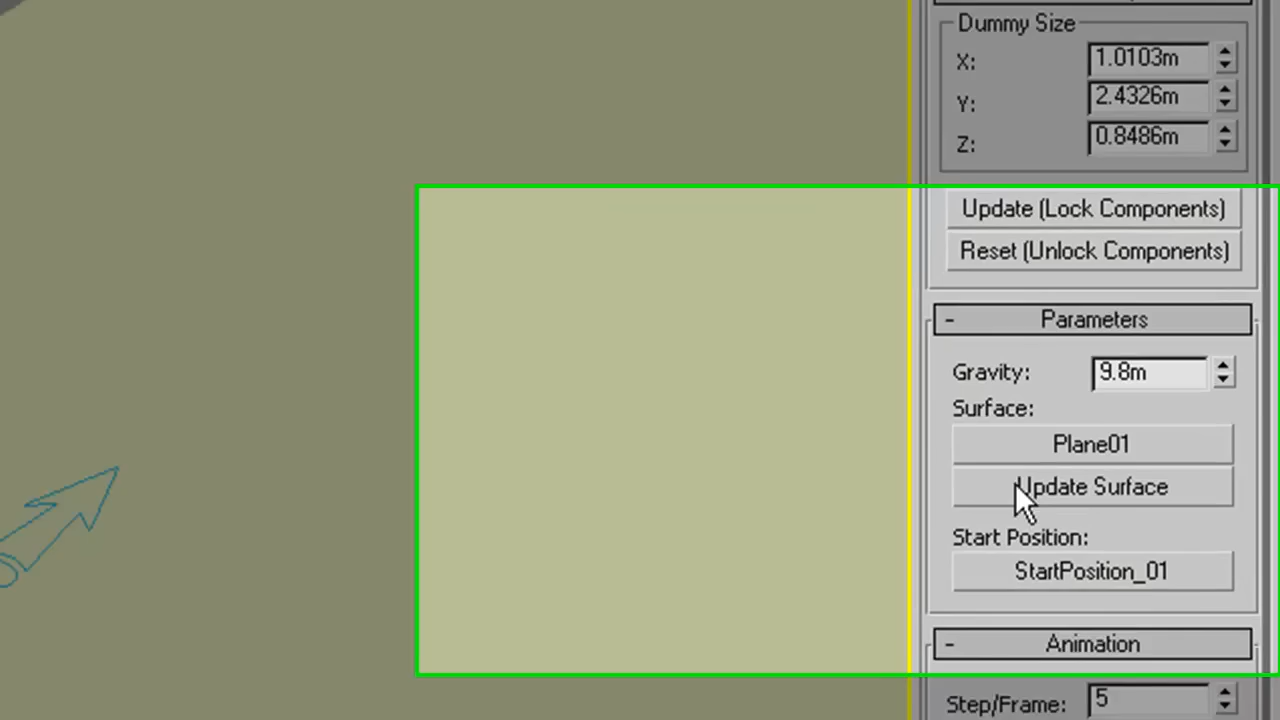 Dummy Size
X: 1.0103m
Y: 2.4326m
Z: 0.8486m
Update (Lock Components)
Reset (Unlock Components)
- Parameters
Gravity: 9.8m
Surface:
Plane01
Update Surface
Start Position:
StartPosition_01
- Animation
Step/Frame: 5